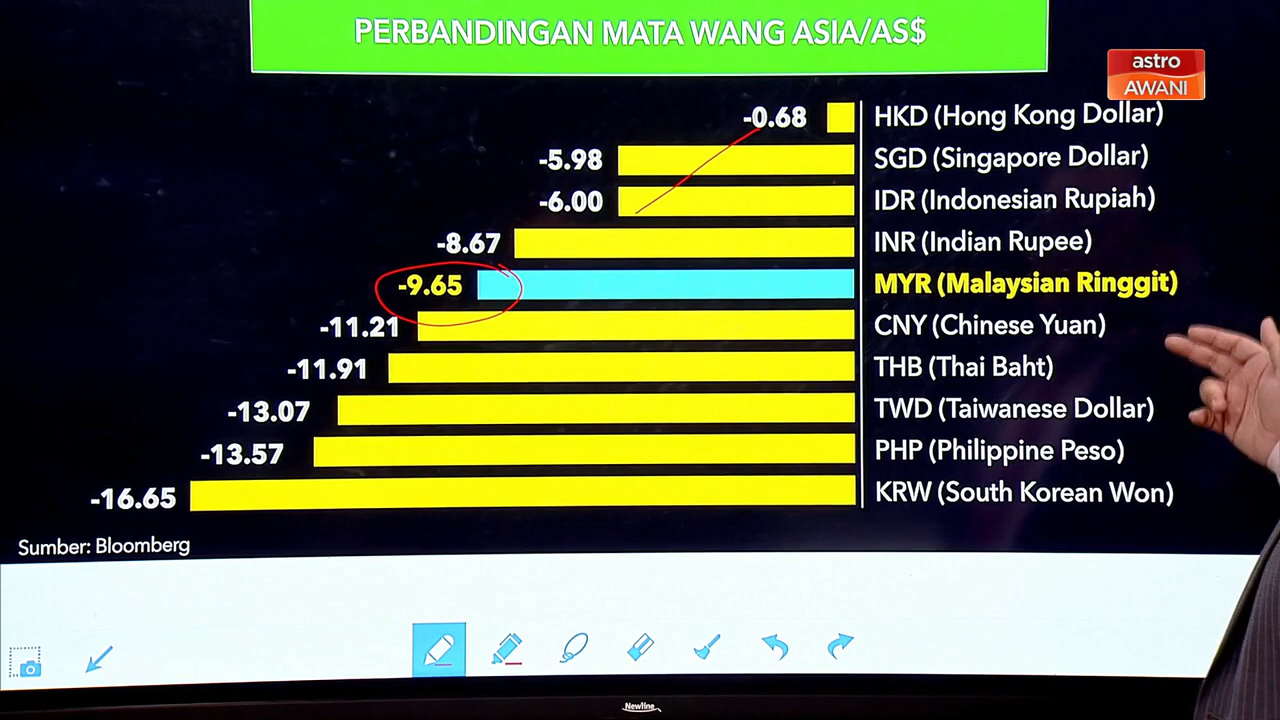 PERBANDINGAN MATA WANG ASIA/AS$
astro
AWANI
-0.68 HKD (Hong Kong Dollar)
-5.98 SGD (Singapore Dollar)
-6.00 IDR (Indonesian Rupiah)
-8.67 INR (Indian Rupee)
-9.65 MYR (Malaysian Ringgit)
-11.21 CNY (Chinese Yuan)
-11.91 THB (Thai Baht)
-13.07 TWD (Taiwanese Dollar)
-13.57 PHP (Philippine Peso)
-16.65 KRW (South Korean Won)
Sumber: Bloomberg
Newline